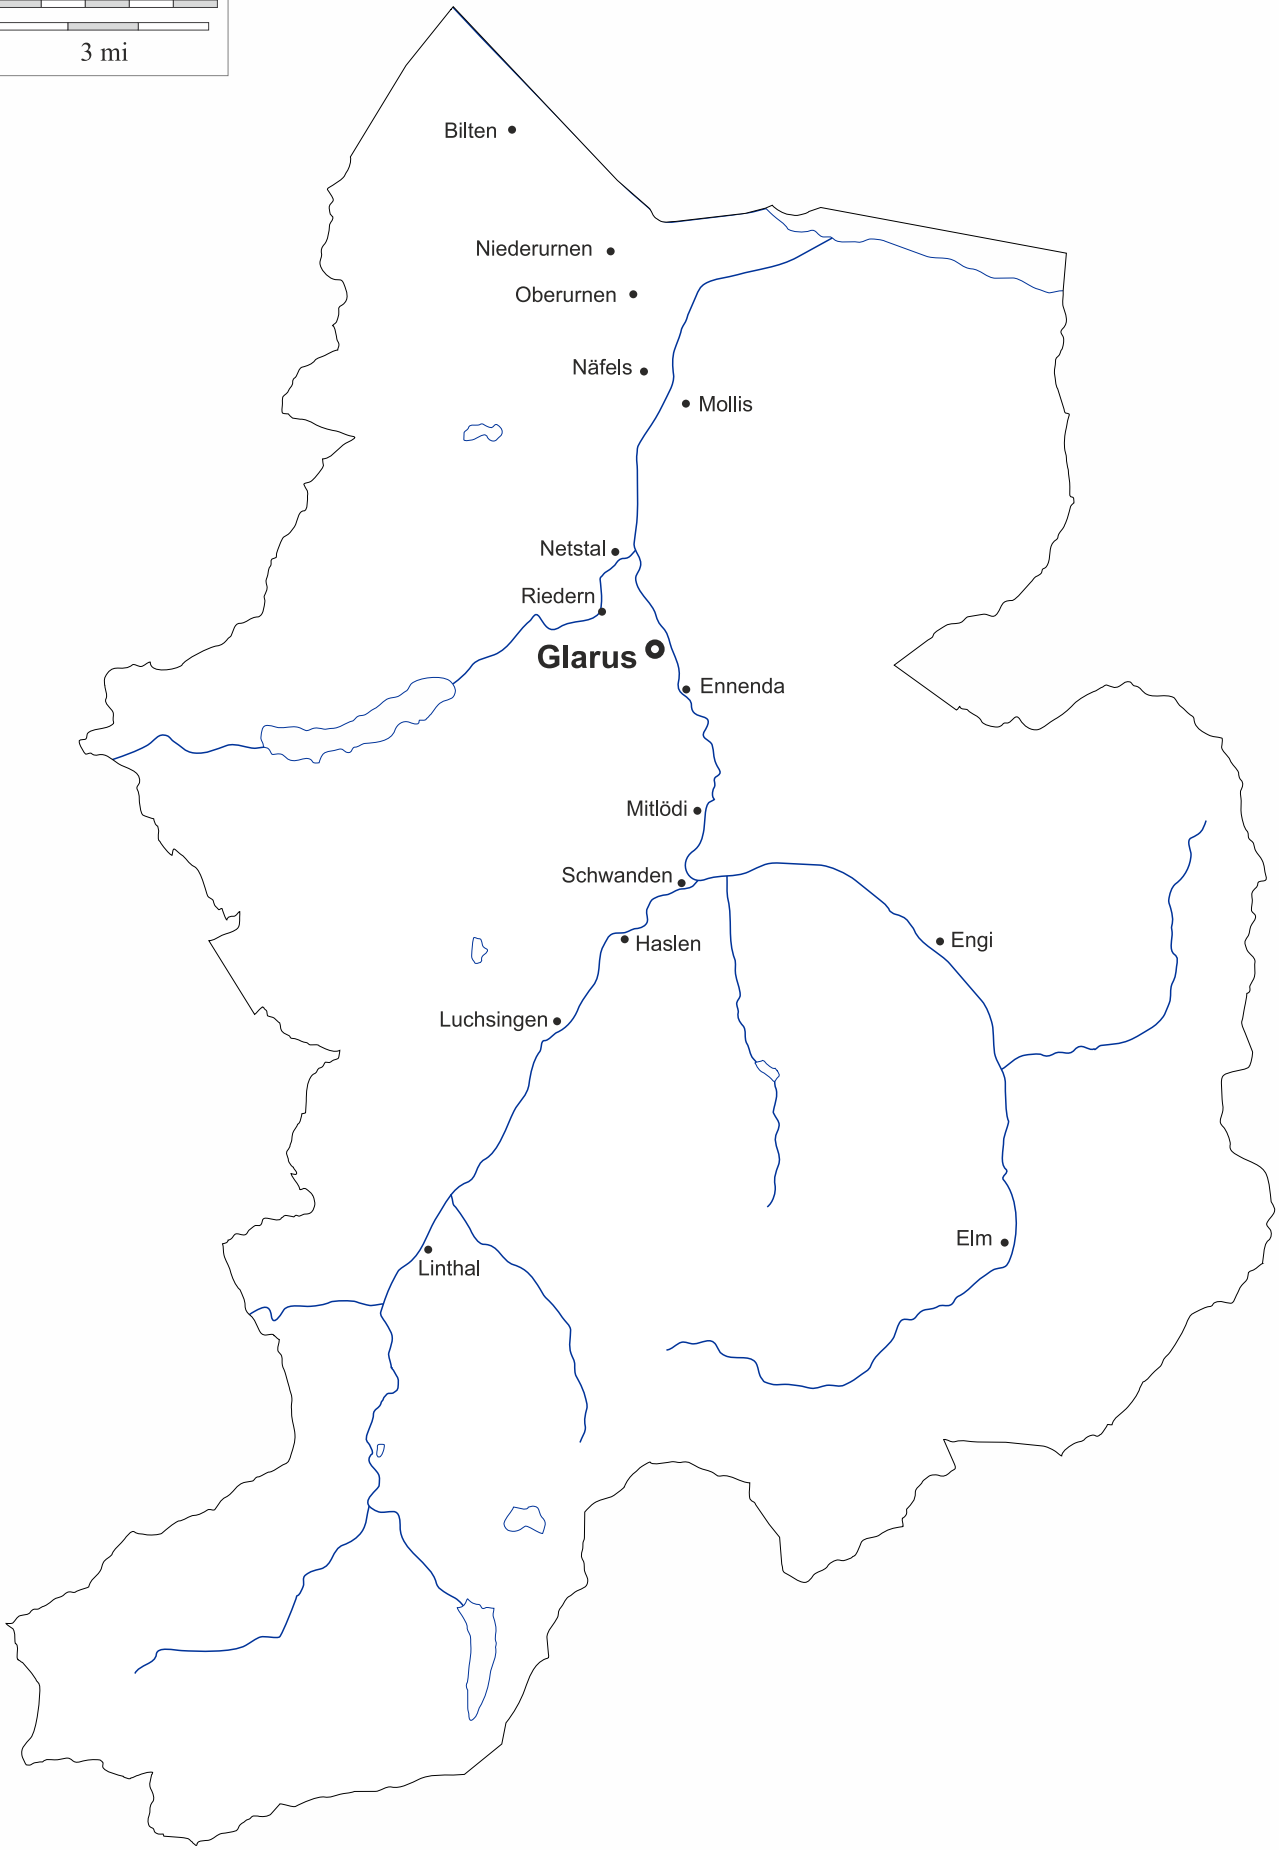 3 mi
Bilten
Niederurnen
Oberurnen
Näfels
Mollis
Netstal
Riedern
Glarus
Ennenda
Mitlödi
Schwanden
Haslen
Engi
Luchsingen
Elm
Linthal